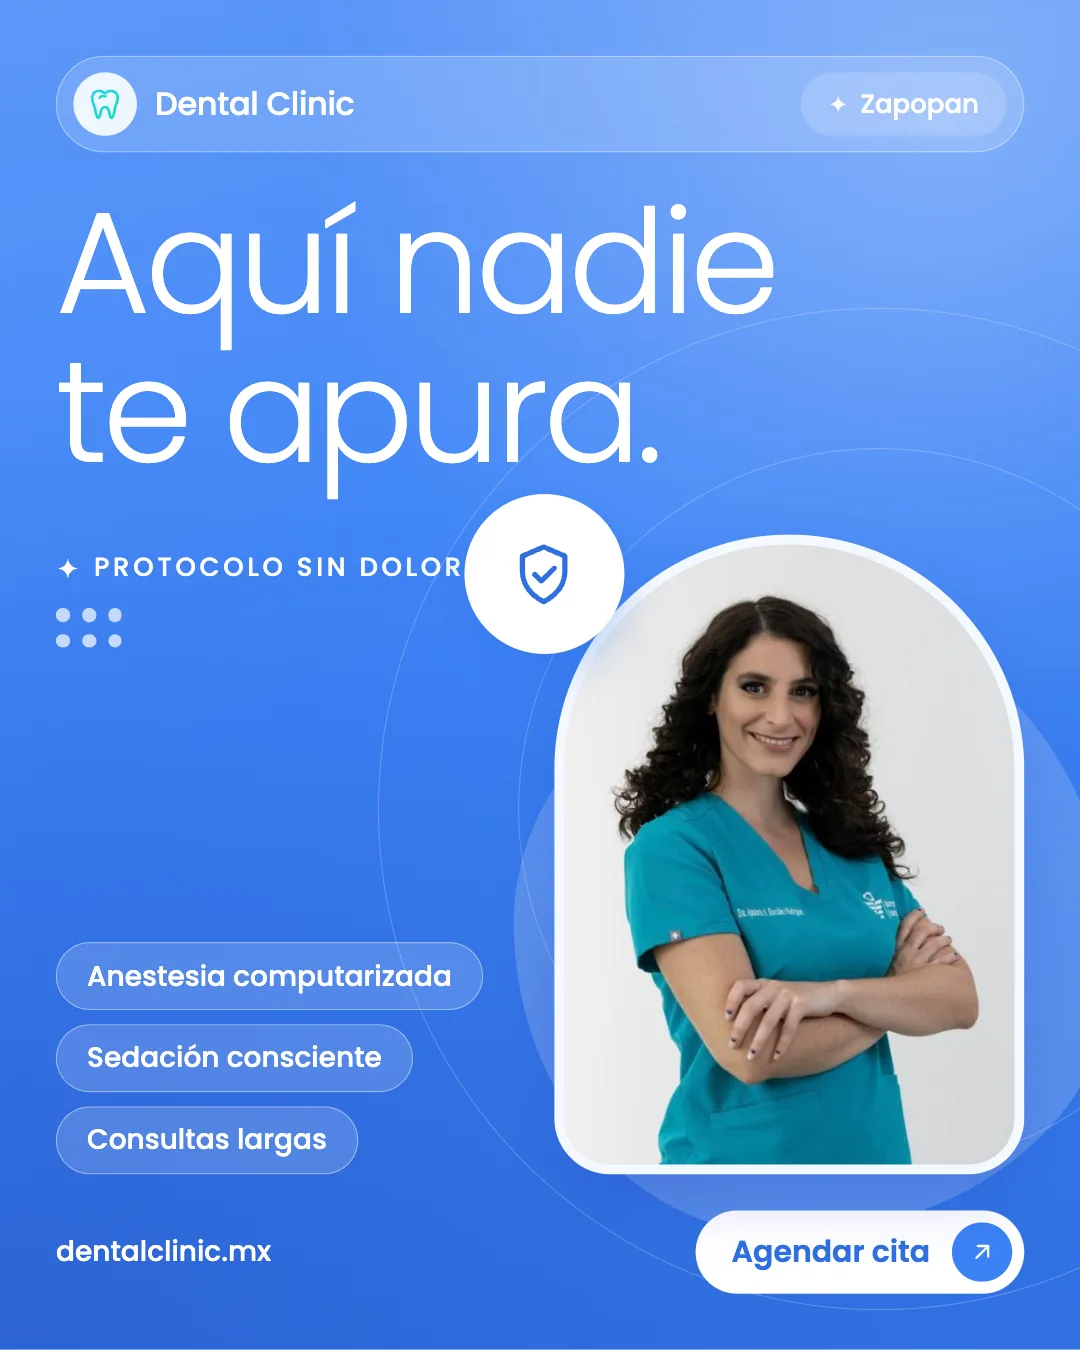 Dental Clinic
✦ Zapopan
Aquí nadie
te apura.
✦ PROTOCOLO SIN DOLOR
Anestesia computarizada
Sedación consciente
Consultas largas
dentalclinic.mx
Agendar cita